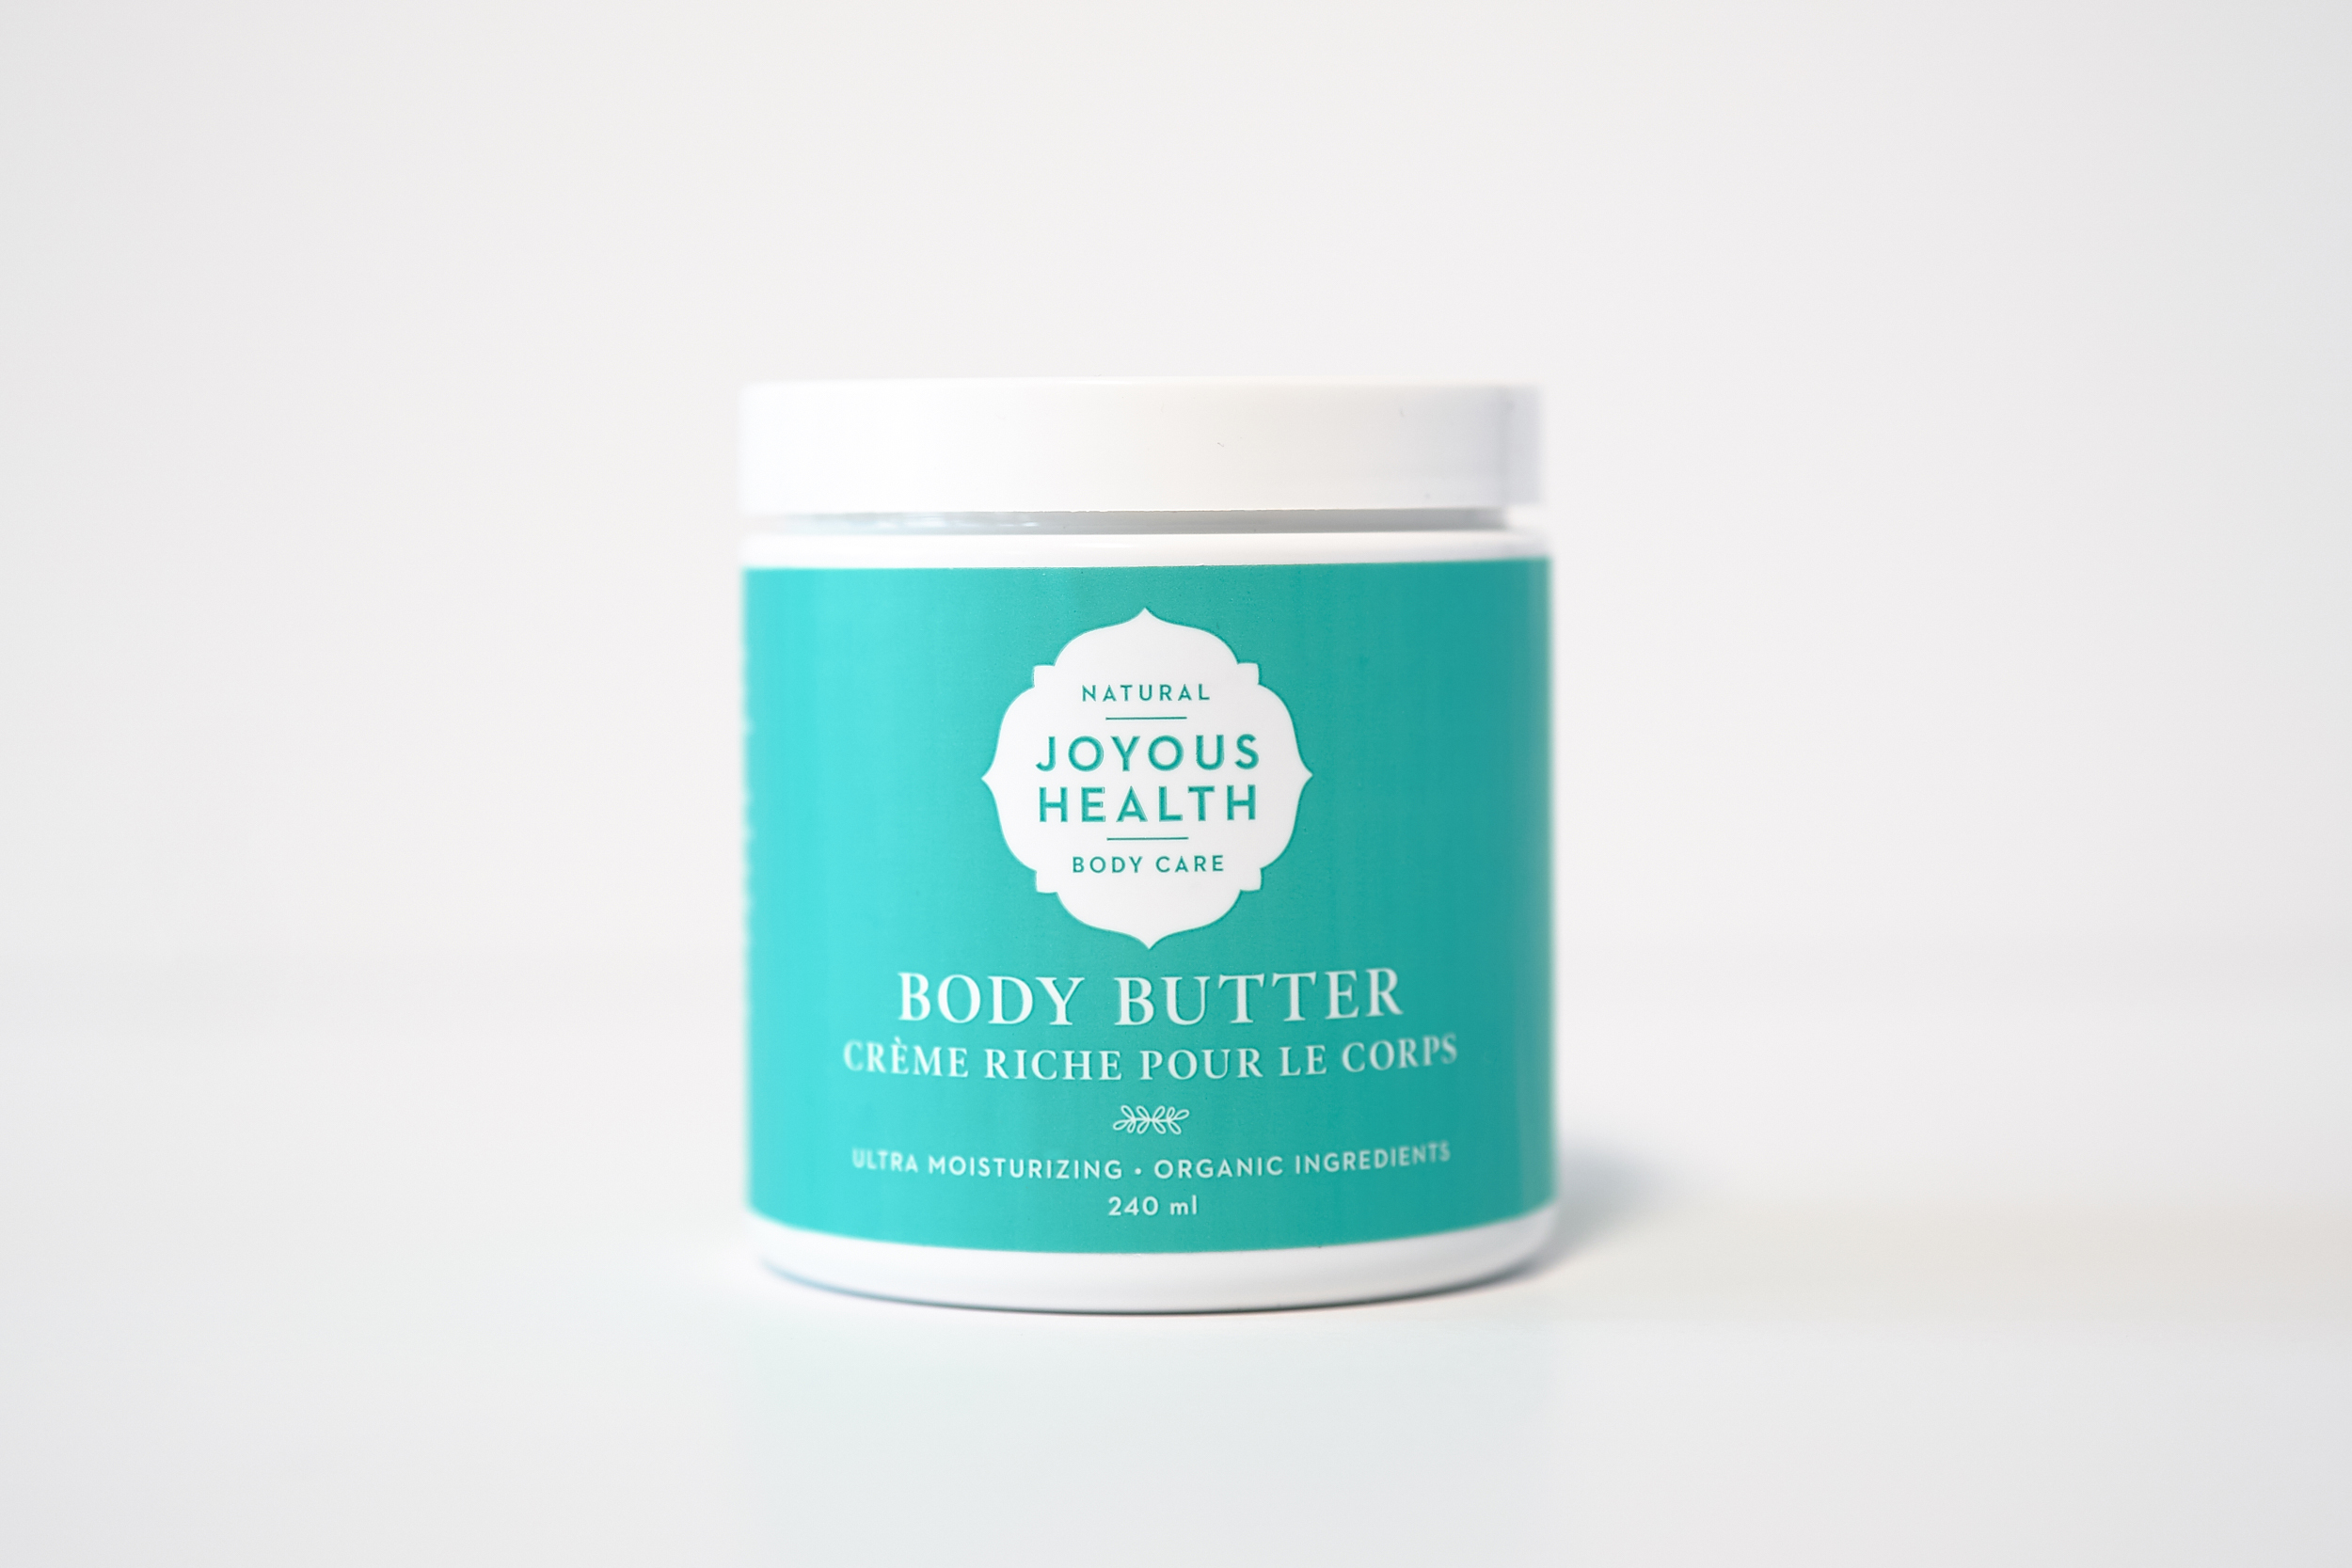 NATURAL
JOYOUS
HEALTH
BODY CARE
BODY BUTTER
CRÈME RICHE POUR LE CORPS
ULTRA MOISTURIZING • ORGANIC INGREDIENTS
240 ml